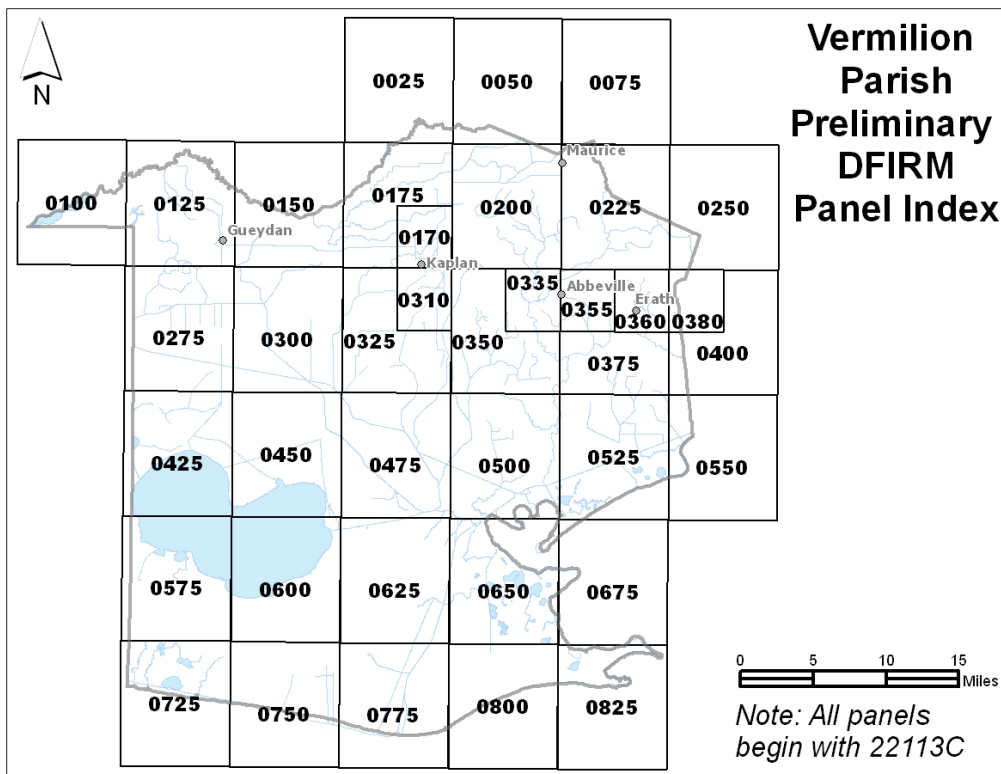 Vermilion
Parish
Preliminary
DFIRM
Panel Index
N
0025 0050 0075
Maurice
0100 0125 0150 0175 0200 0225 0250
Gueydan
0170
Kaplan
0335 Abbeville
0310 0355 Erath
0360 0380
0275 0300 0325 0350 0375 0400
0425 0450 0475 0500 0525 0550
0575 0600 0625 0650 0675
0725 0750 0775 0800 0825
0 5 10 15
Miles
Note: All panels
begin with 22113C